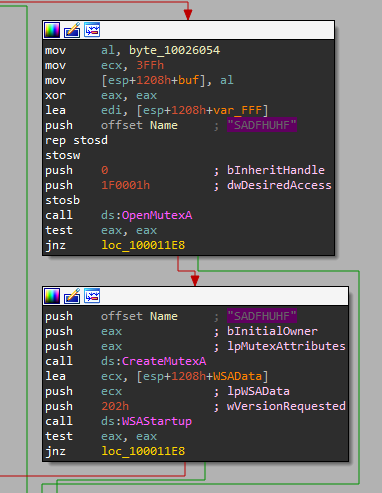 mov al, byte_10026054
mov ecx, 3FFh
mov [esp+1208h+buf], al
xor eax, eax
lea edi, [esp+1208h+var_FFF]
push offset Name ; "SADFHUHF"
rep stosd
stosw
push 0 ; bInheritHandle
push 1F0001h ; dwDesiredAccess
stosb
call ds:OpenMutexA
test eax, eax
jnz loc_100011E8
push offset Name ; "SADFHUHF"
push eax ; bInitialOwner
push eax ; lpMutexAttributes
call ds:CreateMutexA
lea ecx, [esp+1208h+WSAData]
push ecx ; lpWSAData
push 202h ; wVersionRequested
call ds:WSAStartup
test eax, eax
jnz loc_100011E8